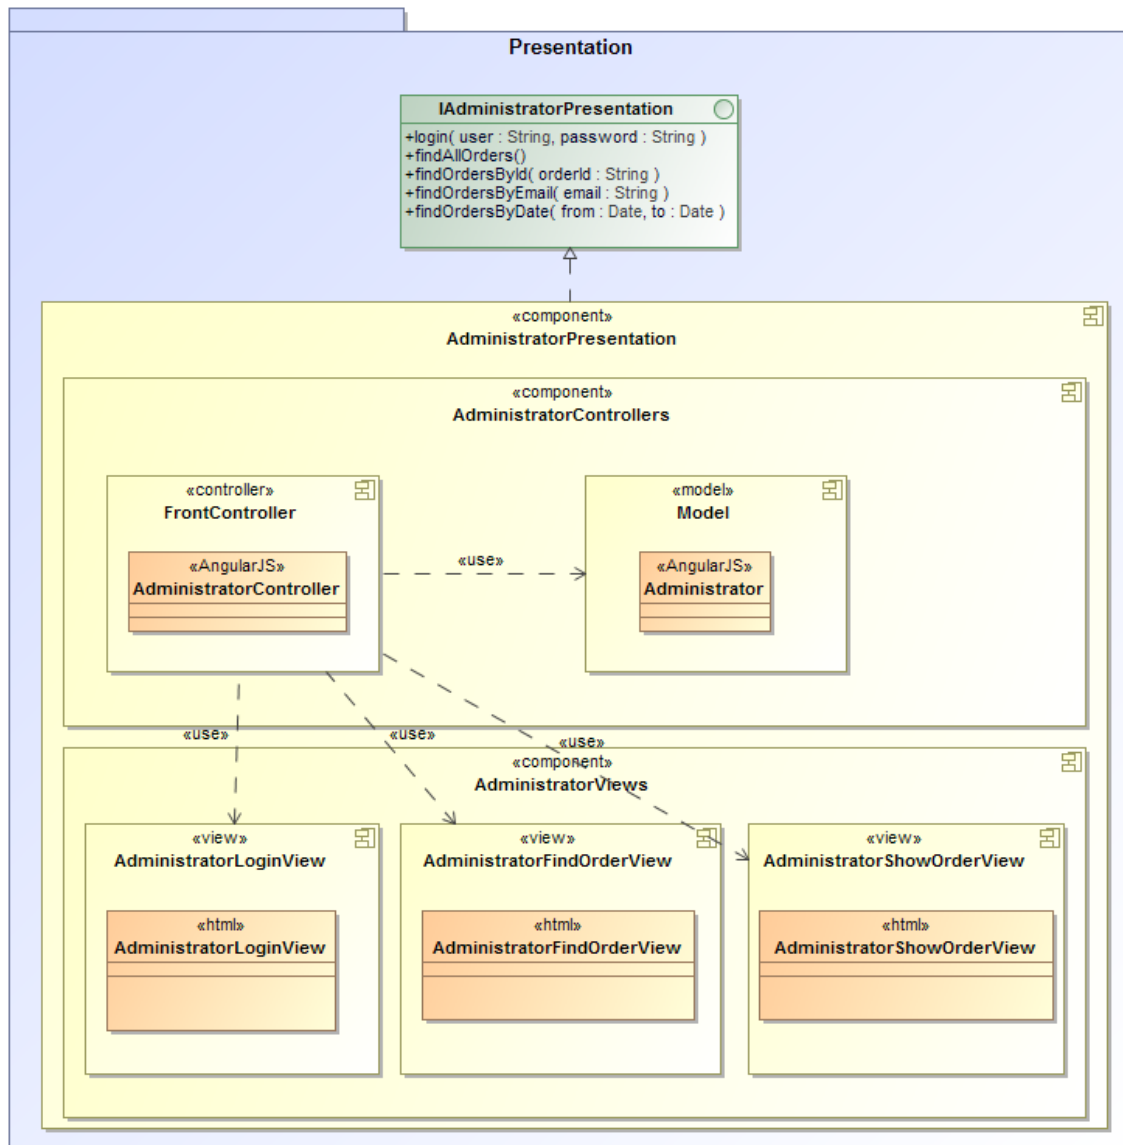 Presentation
IAdministratorPresentation
+login( user : String, password : String )
+findAllOrders()
+findOrdersById( orderId : String )
+findOrdersByEmail( email : String )
+findOrdersByDate( from : Date, to : Date )
«component»
AdministratorPresentation
«component»
AdministratorControllers
«controller»
FrontController
«AngularJS»
AdministratorController
«use»
«model»
Model
«AngularJS»
Administrator
«use»
«use»
«use»
«component»
AdministratorViews
«view»
AdministratorLoginView
«html»
AdministratorLoginView
«view»
AdministratorFindOrderView
«html»
AdministratorFindOrderView
«view»
AdministratorShowOrderView
«html»
AdministratorShowOrderView